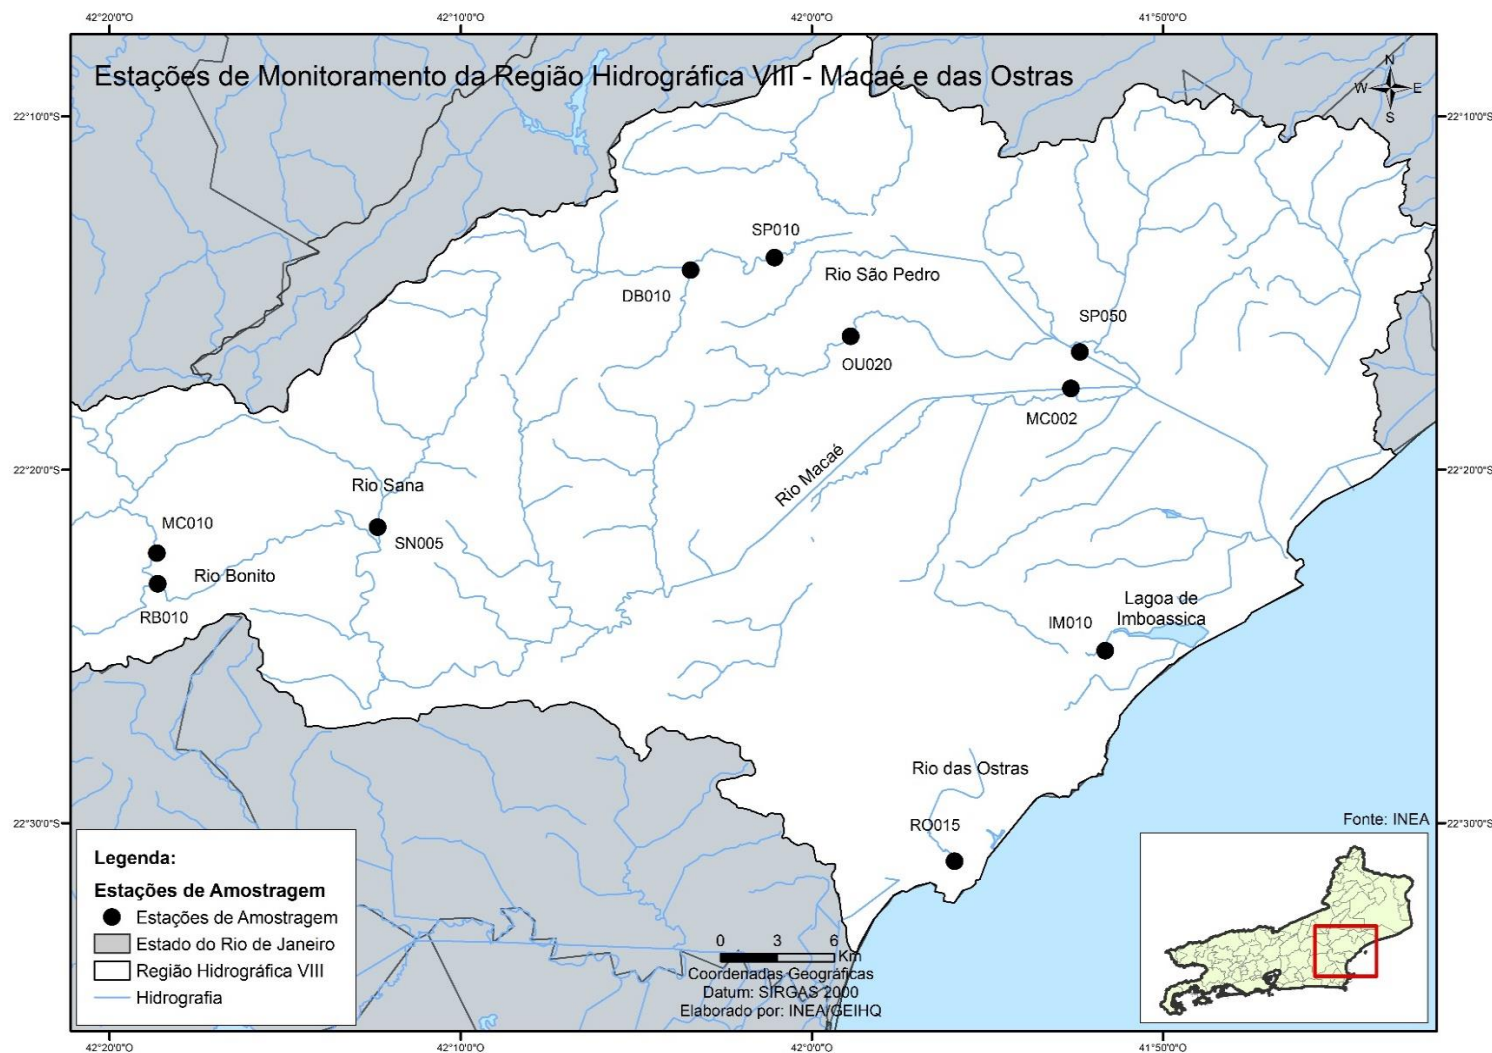 42°20'0"O 42°10'0"O 42°0'0"O 41°50'0"O
Estações de Monitoramento da Região Hidrográfica VIII - Macaé e das Ostras
N
W E
S
22°10'0"S 22°10'0"S
SP010
DB010
Rio São Pedro
SP050
OU020
MC002
22°20'0"S 22°20'0"S
Rio Macaé
Rio Sana
MC010
SN005
Rio Bonito
RB010
Lagoa de
Imboassica
IM010
Rio das Ostras
RO015
22°30'0"S 22°30'0"S
Fonte: INEA
Legenda:
Estações de Amostragem
Estações de Amostragem
Estado do Rio de Janeiro
Região Hidrográfica VIII
Hidrografia
0 3 6
Km
Coordenadas Geográficas
Datum: SIRGAS 2000
Elaborado por: INEA/GEIHQ
42°20'0"O 42°10'0"O 42°0'0"O 41°50'0"O